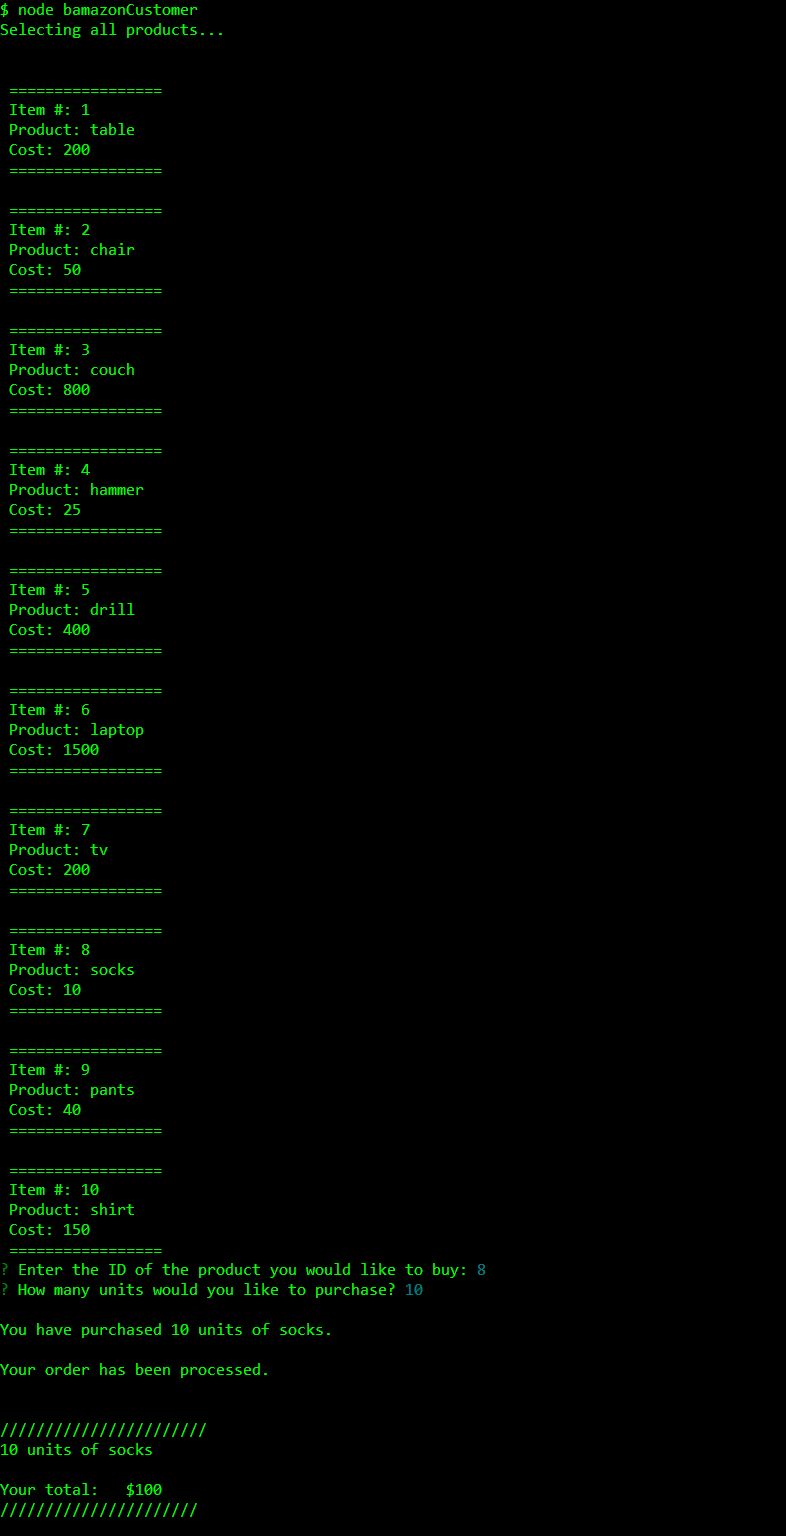 $ node bamazonCustomer
Selecting all products...
=================
Item #: 1
Product: table
Cost: 200
=================
=================
Item #: 2
Product: chair
Cost: 50
=================
=================
Item #: 3
Product: couch
Cost: 800
=================
=================
Item #: 4
Product: hammer
Cost: 25
=================
=================
Item #: 5
Product: drill
Cost: 400
=================
=================
Item #: 6
Product: laptop
Cost: 1500
=================
=================
Item #: 7
Product: tv
Cost: 200
=================
=================
Item #: 8
Product: socks
Cost: 10
=================
=================
Item #: 9
Product: pants
Cost: 40
=================
=================
Item #: 10
Product: shirt
Cost: 150
=================
? Enter the ID of the product you would like to buy: 8
? How many units would you like to purchase? 10
You have purchased 10 units of socks.
Your order has been processed.
///////////////////////
10 units of socks
Your total:   $100
//////////////////////